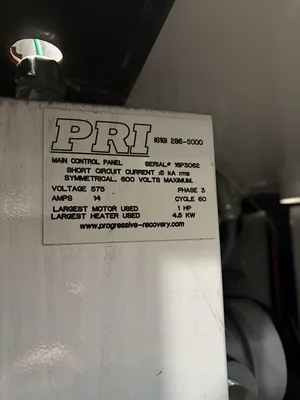 PRI (618) 286-5000
MAIN CONTROL PANEL SERIAL# 16P3062
SHORT CIRCUIT CURRENT :5 kA rms
SYMMETRICAL, 600 VOLTS MAXIMUM.
VOLTAGE 575 PHASE 3
AMPS 14 CYCLE 60
LARGEST MOTOR USED 1 HP
LARGEST HEATER USED 4.5 KW
www.progressive-recovery.com